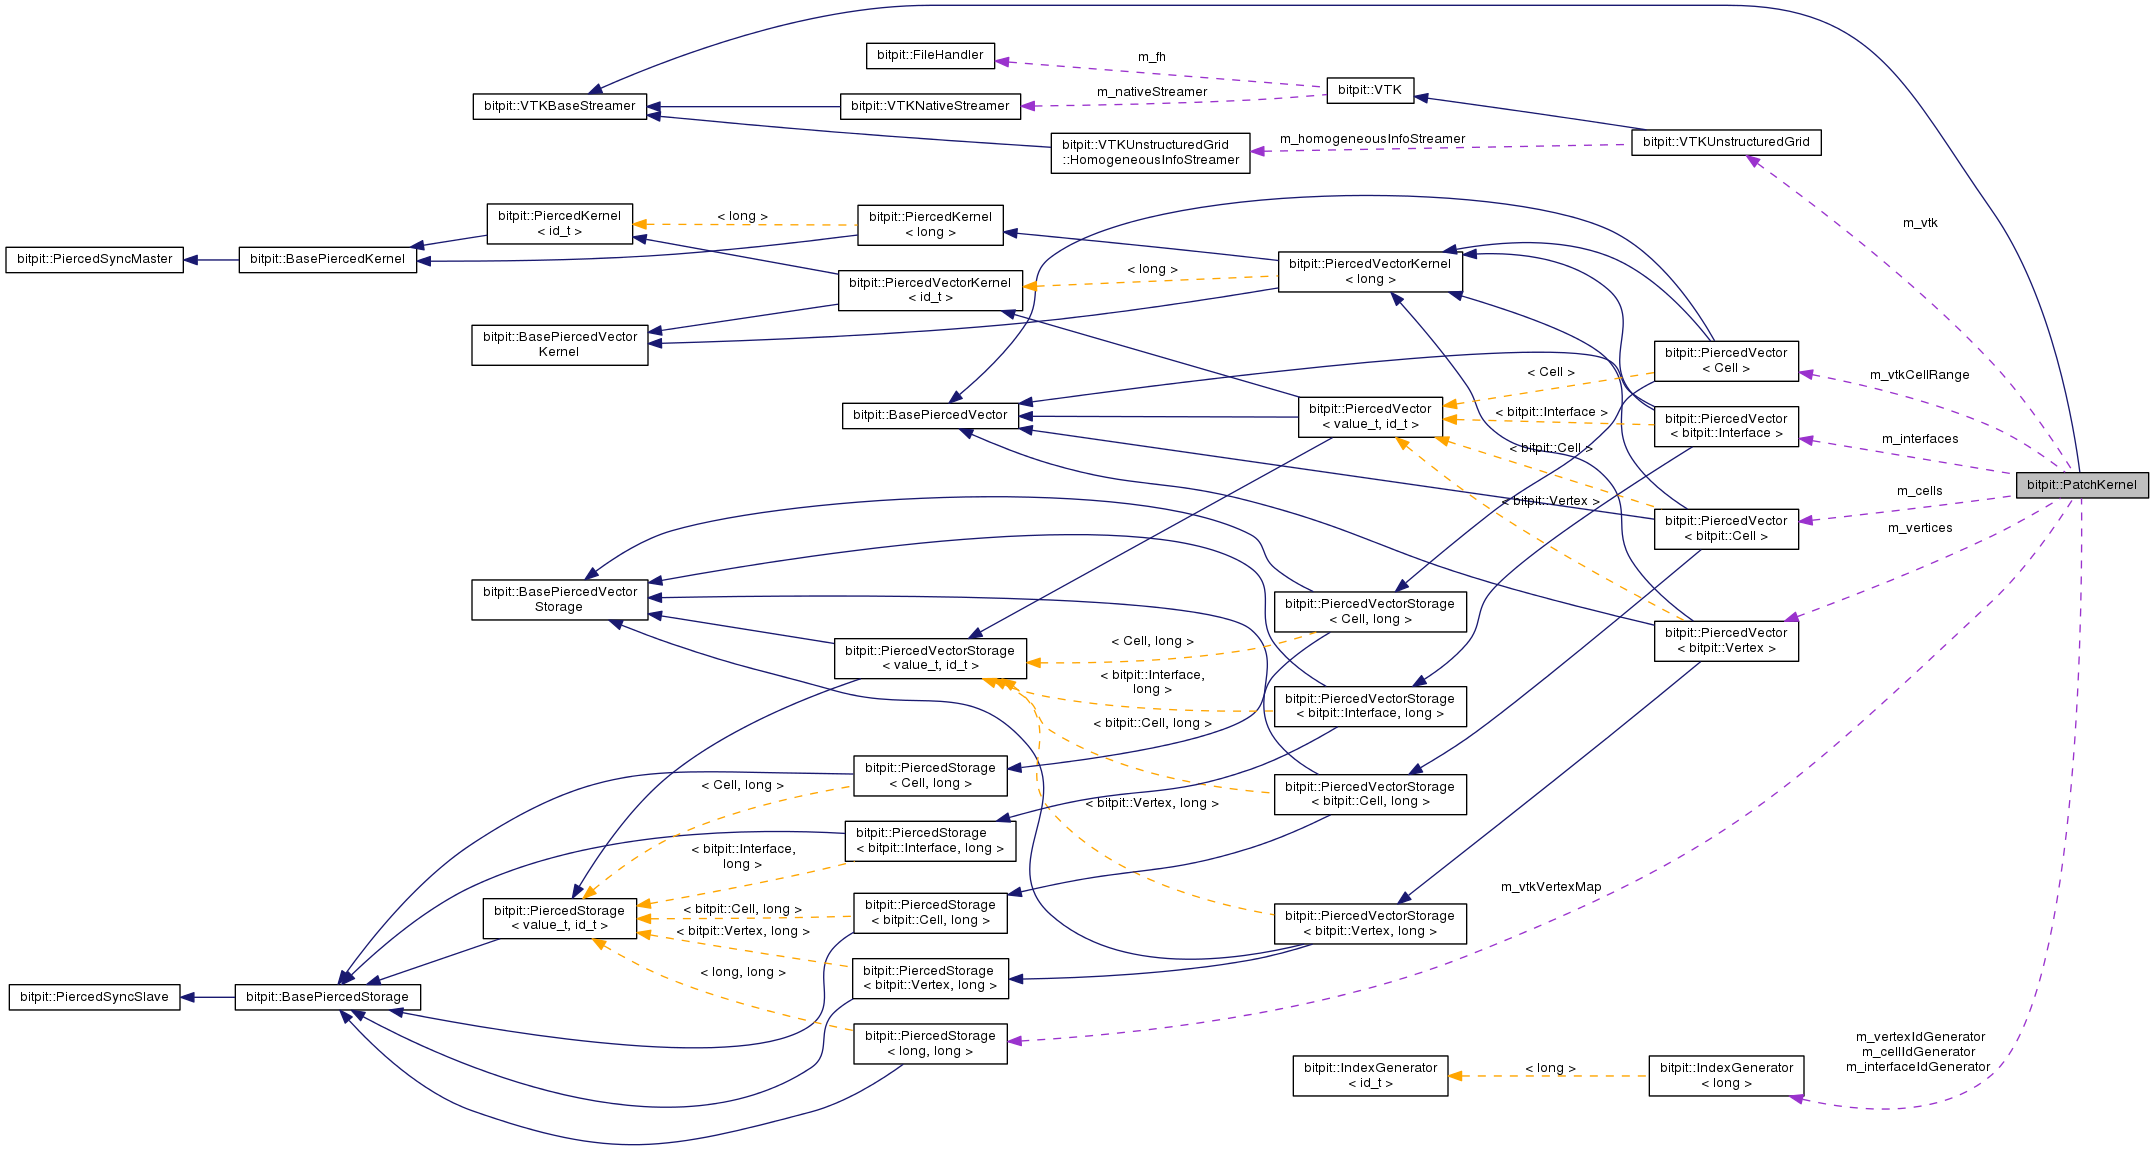 bitpit::FileHandler
m_fh
bitpit::VTK
bitpit::VTKBaseStreamer
bitpit::VTKNativeStreamer
m_nativeStreamer
bitpit::VTKUnstructuredGrid
::HomogeneousInfoStreamer
m_homogeneousInfoStreamer
bitpit::VTKUnstructuredGrid
m_vtk
bitpit::PiercedKernel
< id_t >
< long >
bitpit::PiercedKernel
< long >
bitpit::PiercedSyncMaster
bitpit::BasePiercedKernel
bitpit::PiercedVectorKernel
< id_t >
< long >
bitpit::PiercedVectorKernel
< long >
bitpit::BasePiercedVector
Kernel
bitpit::PiercedVector
< Cell >
m_vtkCellRange
bitpit::BasePiercedVector
bitpit::PiercedVector
< value_t, id_t >
< Cell >
< bitpit::Interface >
bitpit::PiercedVector
< bitpit::Interface >
m_interfaces
< bitpit::Cell >
bitpit::PatchKernel
m_cells
< bitpit::Vertex >
bitpit::PiercedVector
< bitpit::Cell >
m_vertices
bitpit::BasePiercedVector
Storage
bitpit::PiercedVectorStorage
< Cell, long >
bitpit::PiercedVector
< bitpit::Vertex >
bitpit::PiercedVectorStorage
< value_t, id_t >
< Cell, long >
< bitpit::Interface,
long >
bitpit::PiercedVectorStorage
< bitpit::Interface, long >
< bitpit::Cell, long >
bitpit::PiercedStorage
< Cell, long >
< Cell, long >
bitpit::PiercedVectorStorage
< bitpit::Cell, long >
< bitpit::Vertex, long >
bitpit::PiercedStorage
< bitpit::Interface, long >
< bitpit::Interface,
long >
m_vtkVertexMap
bitpit::PiercedStorage
< value_t, id_t >
< bitpit::Cell, long >
bitpit::PiercedStorage
< bitpit::Cell, long >
bitpit::PiercedVectorStorage
< bitpit::Vertex, long >
< bitpit::Vertex, long >
< long, long >
bitpit::PiercedStorage
< bitpit::Vertex, long >
bitpit::PiercedSyncSlave
bitpit::BasePiercedStorage
bitpit::PiercedStorage
< long, long >
m_vertexIdGenerator
m_cellIdGenerator
m_interfaceIdGenerator
bitpit::IndexGenerator
< id_t >
< long >
bitpit::IndexGenerator
< long >